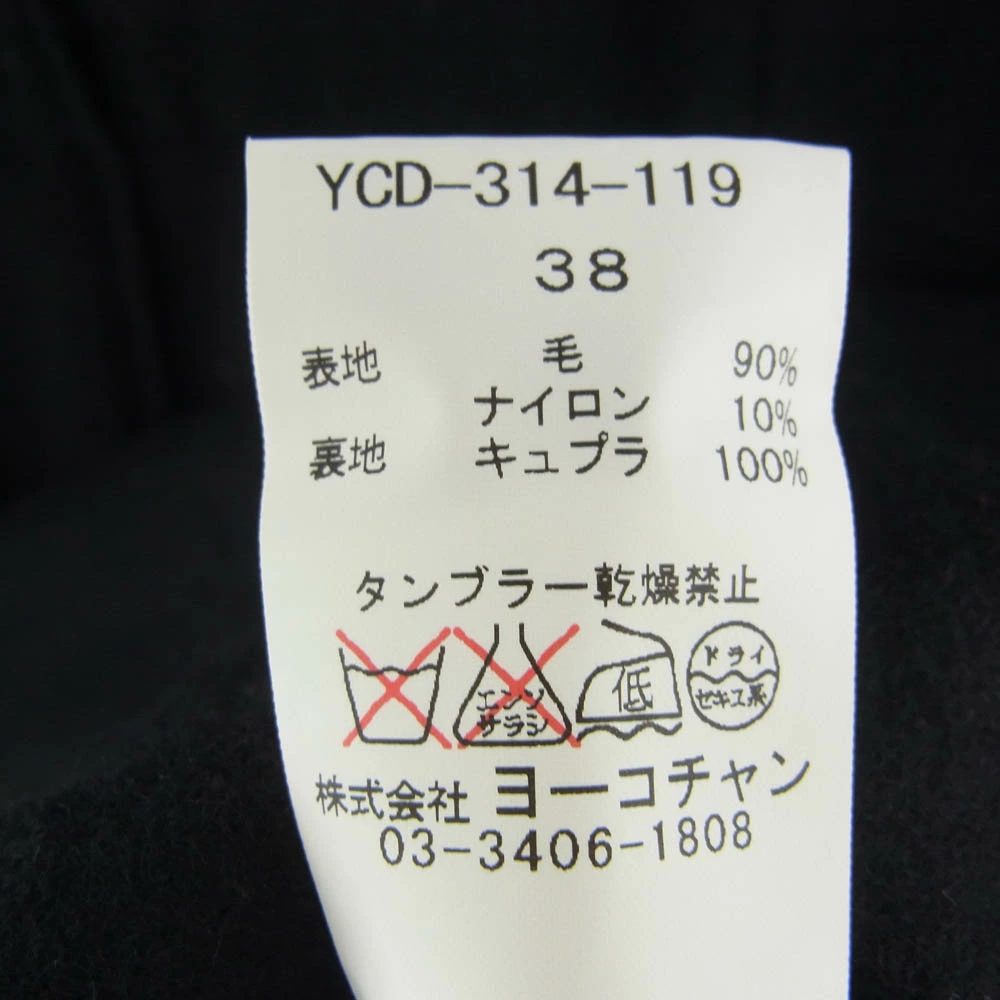 YCD-314-119
38
表地 毛 90%
ナイロン 10%
裏地 キュプラ 100%
タンブラー乾燥禁止
エンソ
サラシ
低
ドライ
セキユ系
株式会社 ヨーコチャン
03-3406-1808